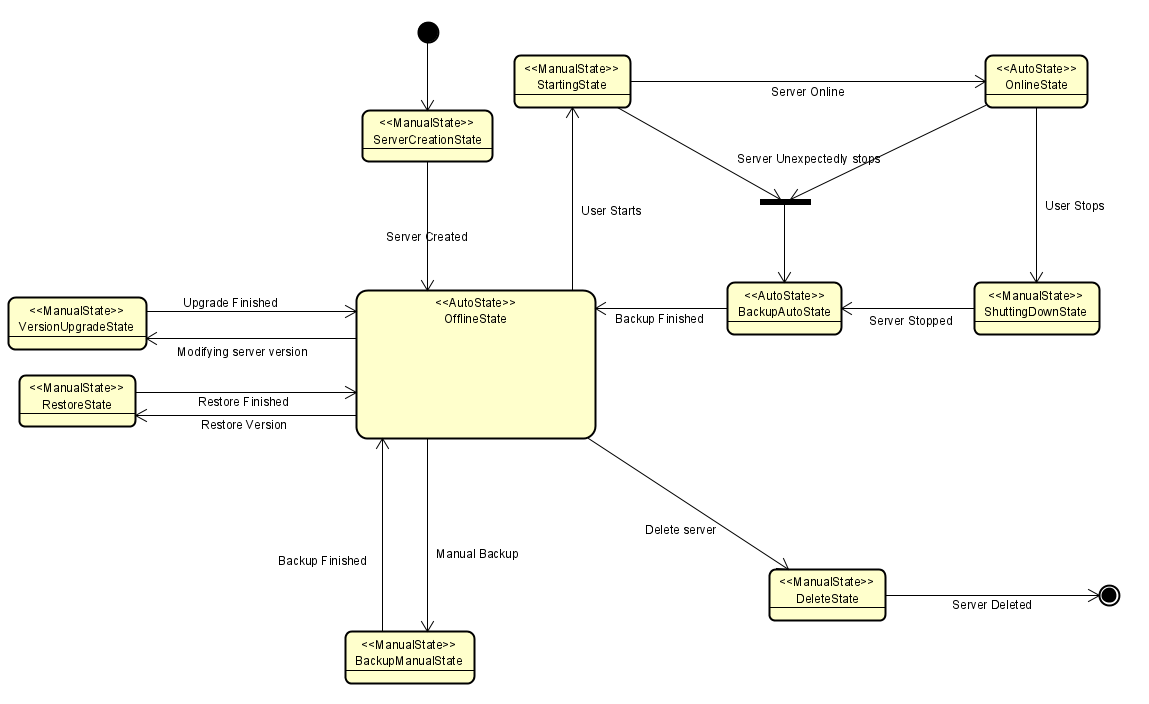 <<ManualState>>
StartingState
<<AutoState>>
OnlineState
Server Online
<<ManualState>>
ServerCreationState
Server Unexpectedly stops
User Starts
User Stops
Server Created
<<AutoState>>
OfflineState
<<AutoState>>
BackupAutoState
<<ManualState>>
ShuttingDownState
Backup Finished
Server Stopped
<<ManualState>>
VersionUpgradeState
Upgrade Finished
Modifying server version
<<ManualState>>
RestoreState
Restore Finished
Restore Version
Delete server
Backup Finished
Manual Backup
<<ManualState>>
DeleteState
Server Deleted
<<ManualState>>
BackupManualState